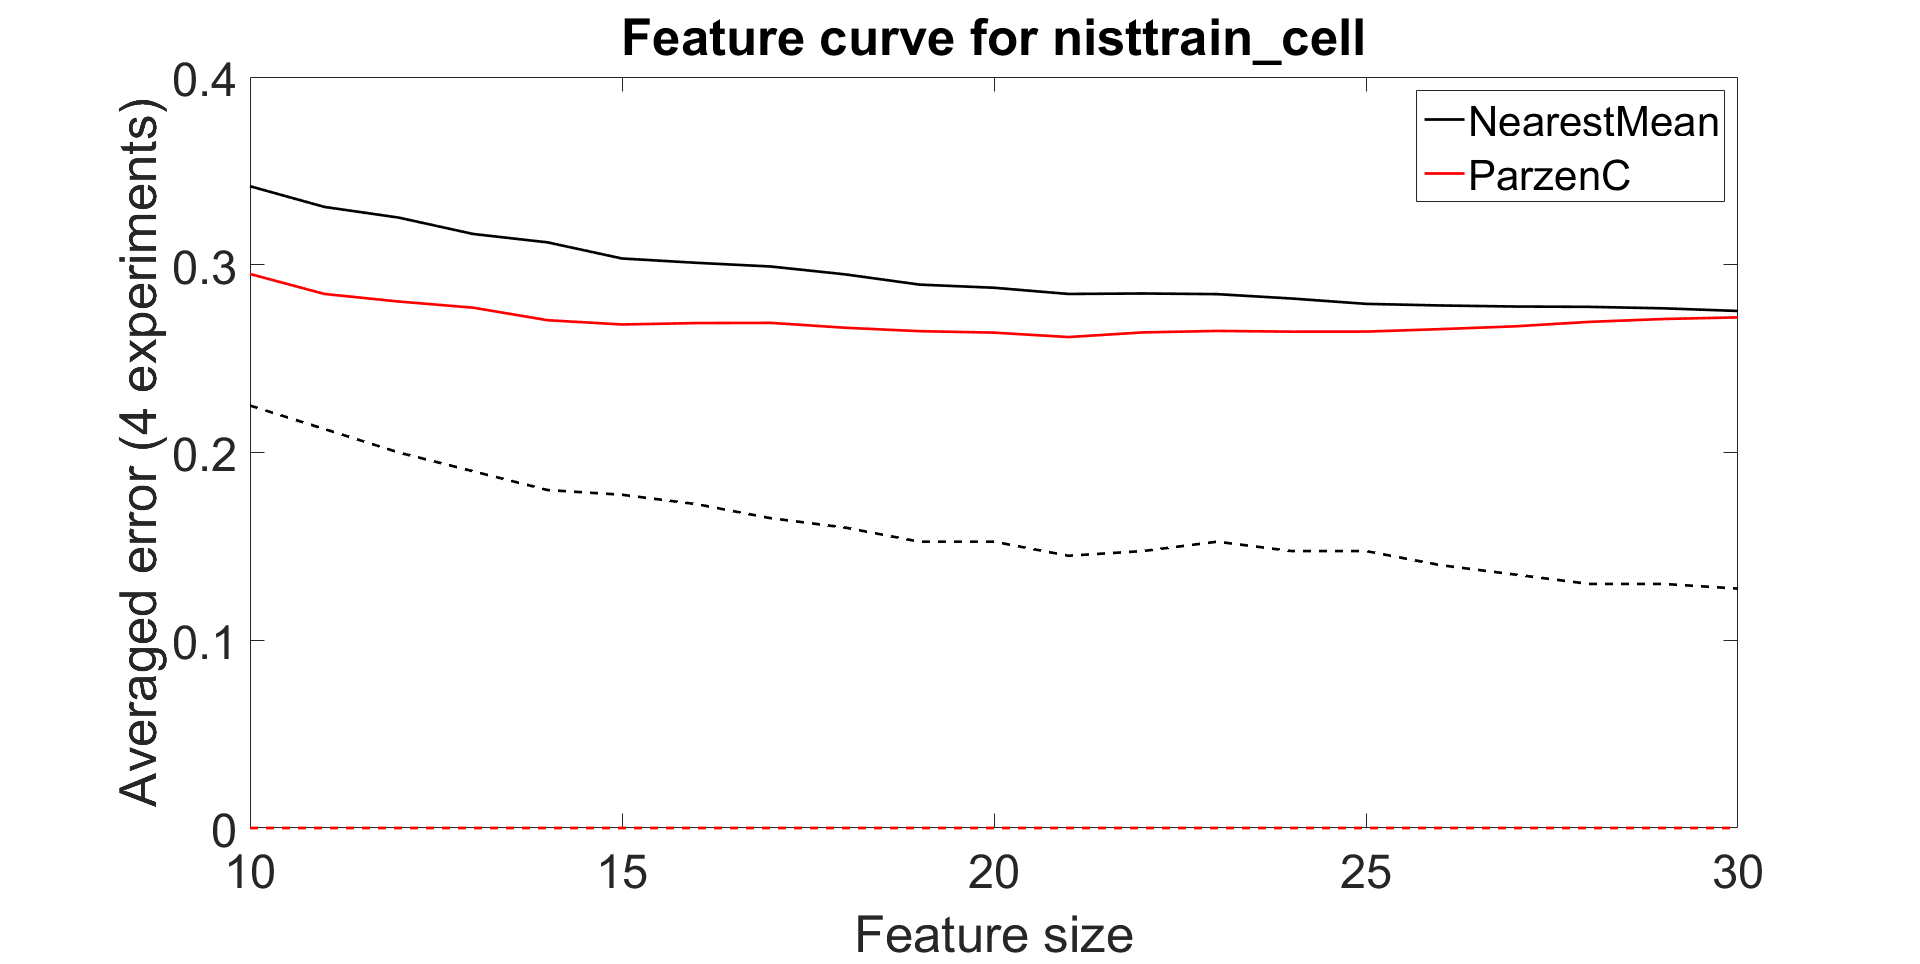 Feature curve for nisttrain_cell
Averaged error (4 experiments)
0.4
0.3
0.2
0.1
0
10 15 20 25 30
Feature size
NearestMean
ParzenC